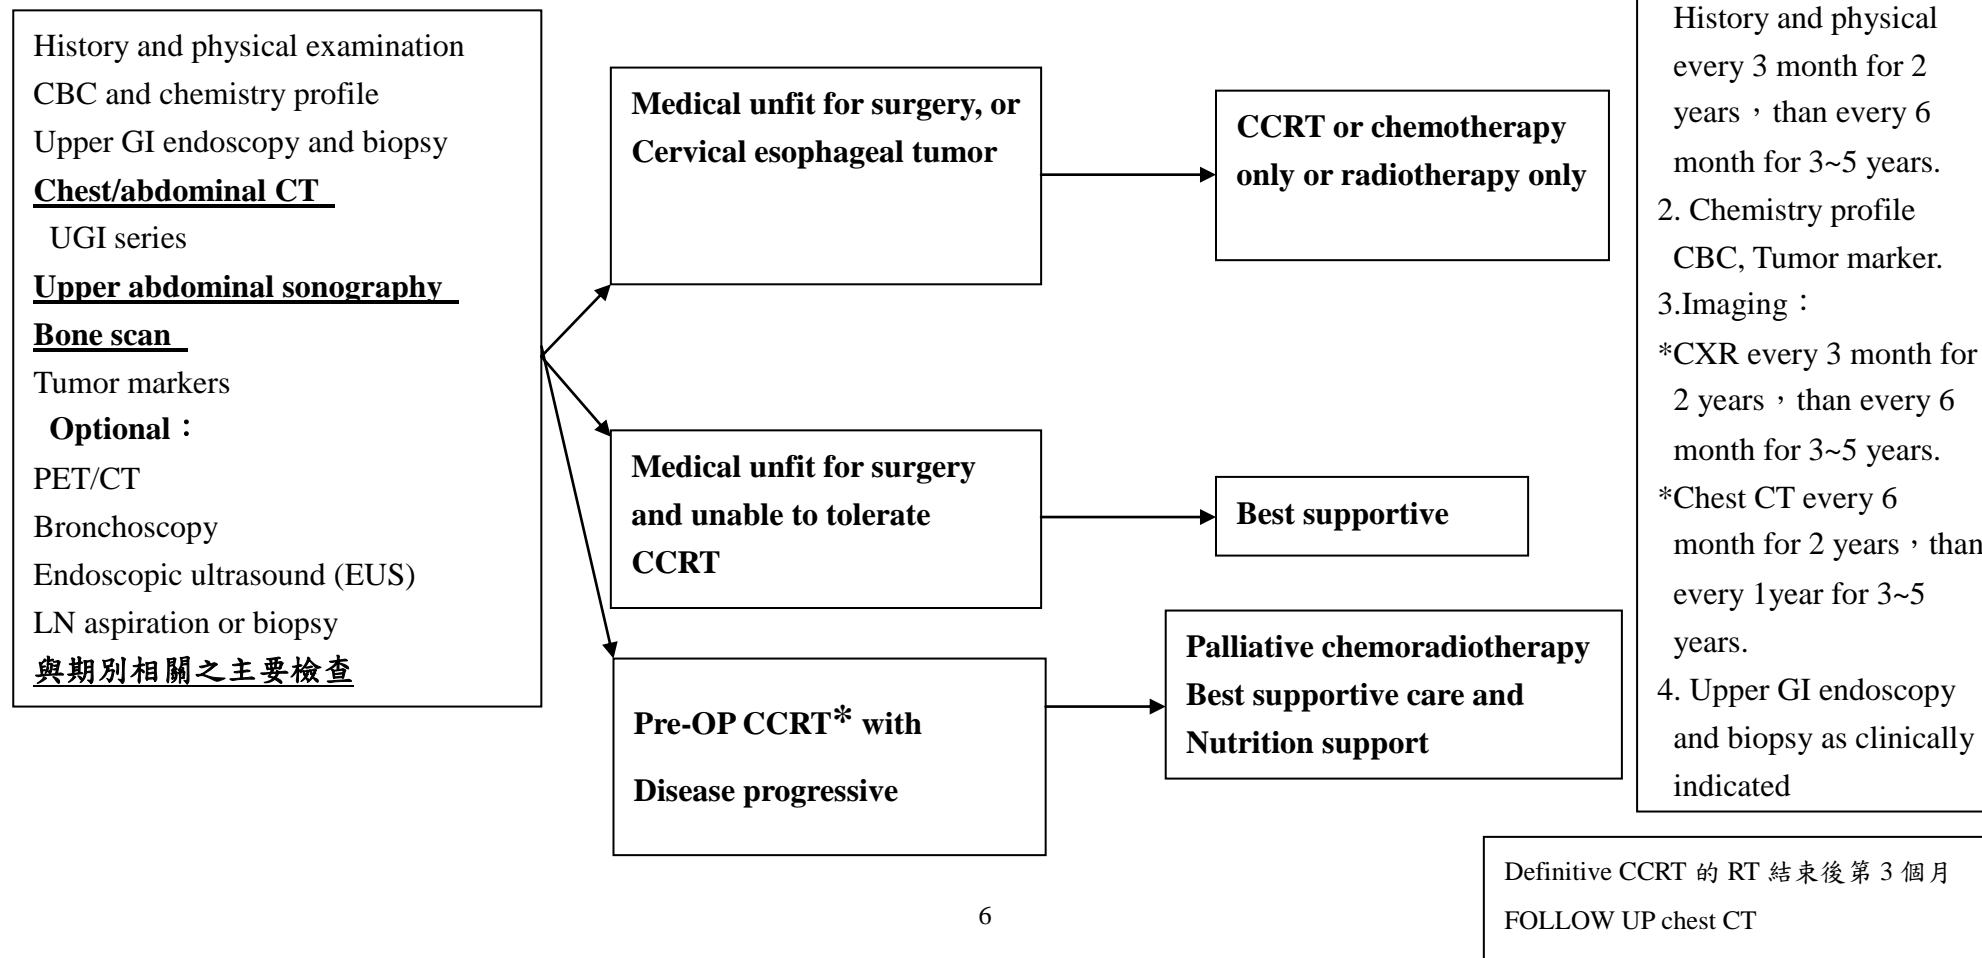 History and physical examination
CBC and chemistry profile
Upper GI endoscopy and biopsy
Chest/abdominal CT
UGI series
Upper abdominal sonography
Bone scan
Tumor markers
Optional：
PET/CT
Bronchoscopy
Endoscopic ultrasound (EUS)
LN aspiration or biopsy
與期別相關之主要檢查
Medical unfit for surgery, or
Cervical esophageal tumor
CCRT or chemotherapy
only or radiotherapy only
Medical unfit for surgery
and unable to tolerate
CCRT
Best supportive
Pre-OP CCRT* with
Disease progressive
Palliative chemoradiotherapy
Best supportive care and
Nutrition support
History and physical
every 3 month for 2
years，than every 6
month for 3~5 years.
2. Chemistry profile
CBC, Tumor marker.
3.Imaging：
*CXR every 3 month for
2 years，than every 6
month for 3~5 years.
*Chest CT every 6
month for 2 years，than
every 1year for 3~5
years.
4. Upper GI endoscopy
and biopsy as clinically
indicated
Definitive CCRT 的 RT 結束後第 3 個月
FOLLOW UP chest CT
6